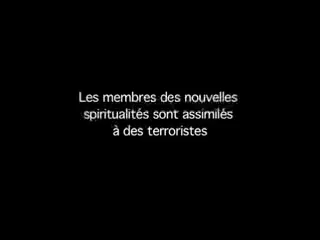 Les membres des nouvelles
spiritualités sont assimilés
à des terroristes